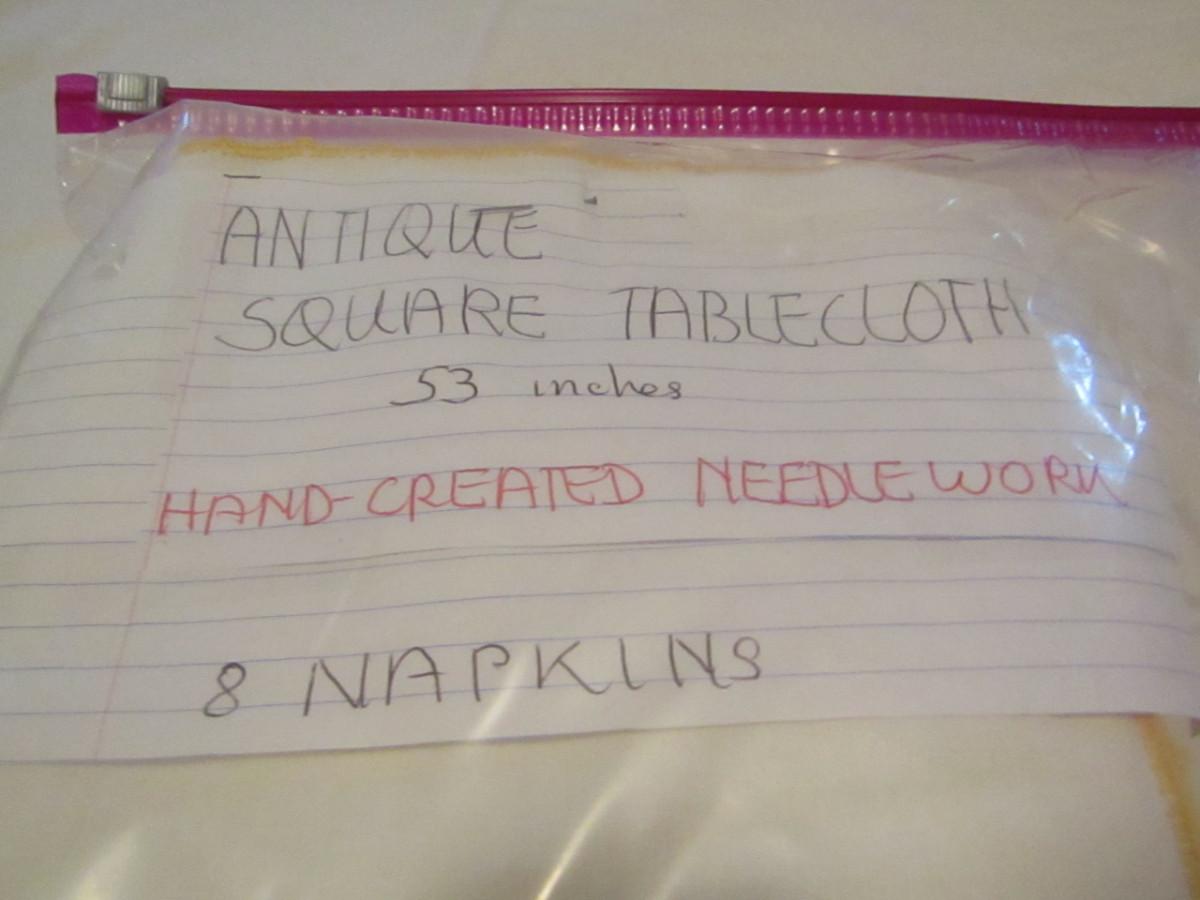 ANTIQUE
SQUARE TABLECLOTH
53 inches
HAND-CREATED NEEDLEWORK
8 NAPKINS